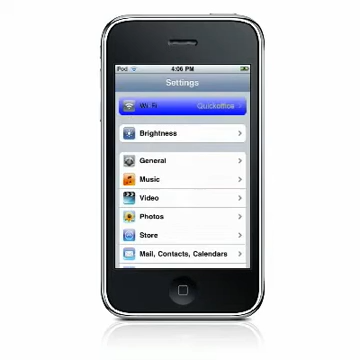 iPod 4:06 PM
Settings
Wi-Fi Quickoffice
Brightness
General
Music
Video
Photos
Store
Mail, Contacts, Calendars